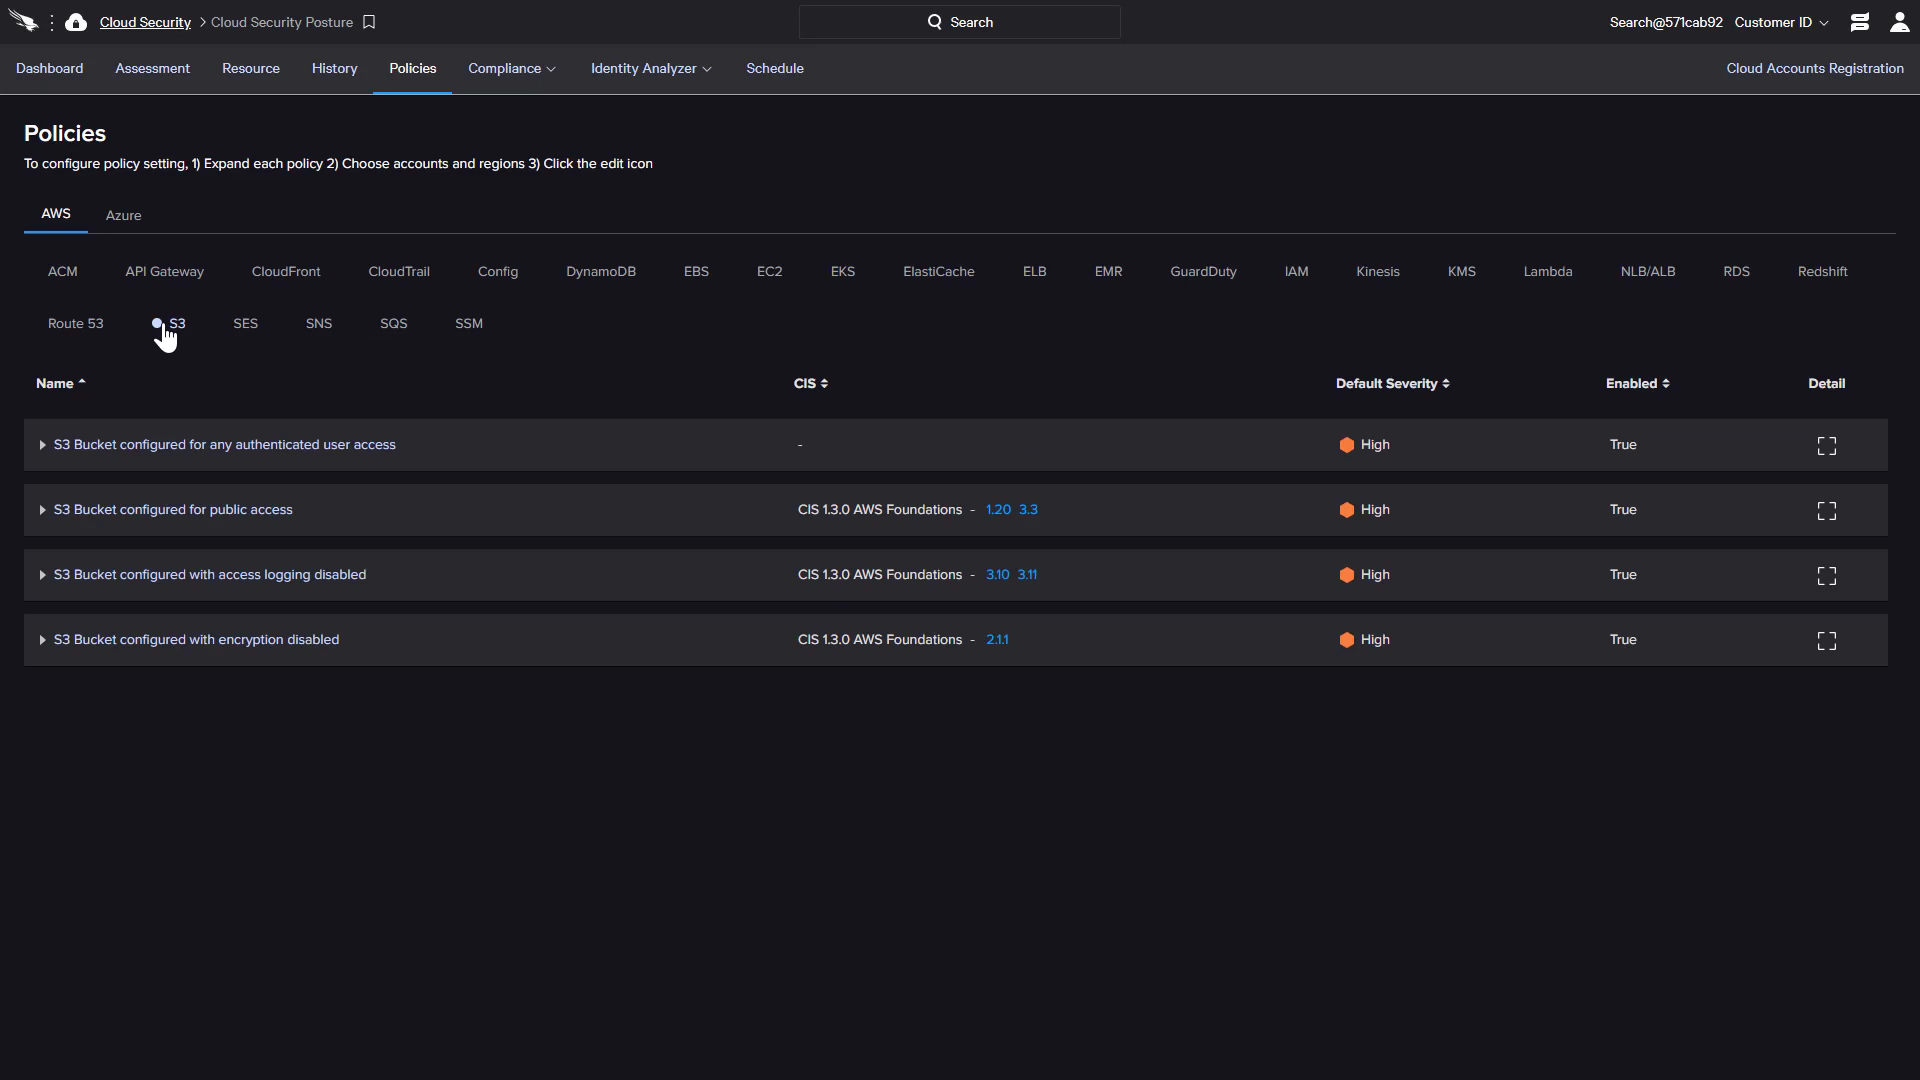 Cloud Security > Cloud Security Posture
Search
Search@571cab92 Customer ID
Dashboard Assessment Resource History Policies Compliance Identity Analyzer Schedule Cloud Accounts Registration
Policies
To configure policy setting, 1) Expand each policy 2) Choose accounts and regions 3) Click the edit icon
AWS Azure
ACM API Gateway CloudFront CloudTrail Config DynamoDB EBS EC2 EKS ElastiCache ELB EMR GuardDuty IAM Kinesis KMS Lambda NLB/ALB RDS Redshift
Route 53 S3 SES SNS SQS SSM
Name CIS Default Severity Enabled Detail
S3 Bucket configured for any authenticated user access - High True
S3 Bucket configured for public access CIS 1.3.0 AWS Foundations - 1.20 3.3 High True
S3 Bucket configured with access logging disabled CIS 1.3.0 AWS Foundations - 3.10 3.11 High True
S3 Bucket configured with encryption disabled CIS 1.3.0 AWS Foundations - 2.1.1 High True